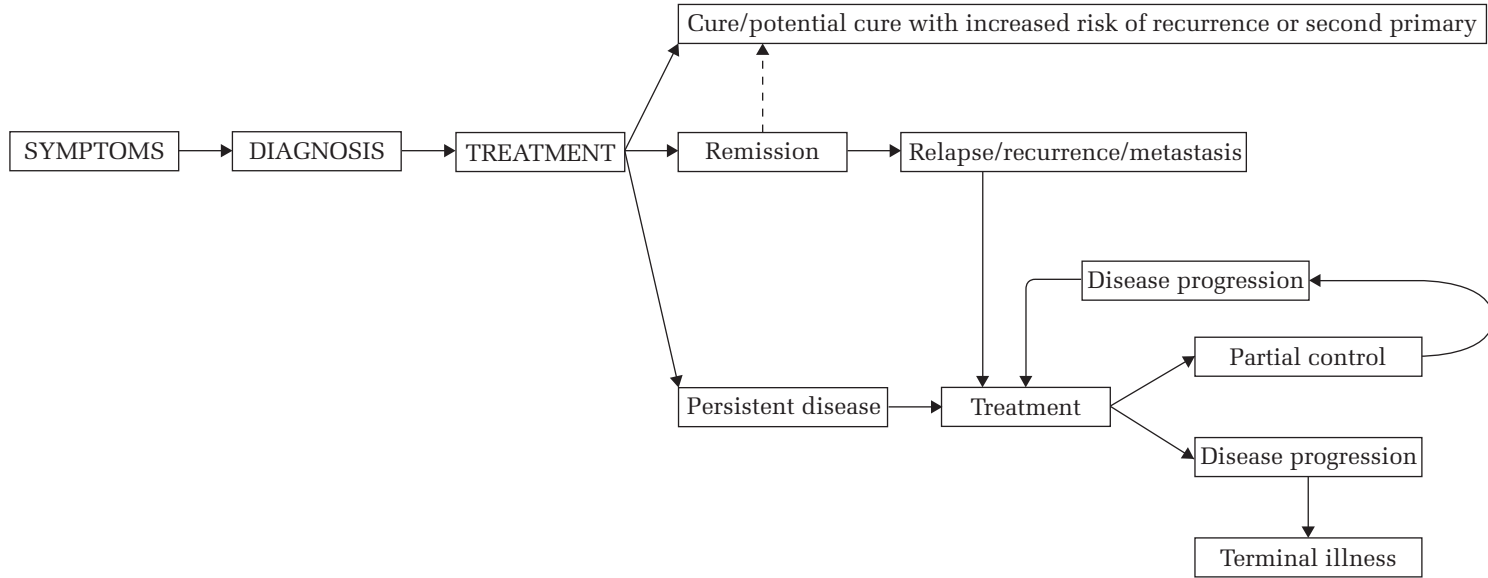 Cure/potential cure with increased risk of recurrence or second primary
SYMPTOMS
DIAGNOSIS
TREATMENT
Remission
Relapse/recurrence/metastasis
Disease progression
Partial control
Persistent disease
Treatment
Disease progression
Terminal illness